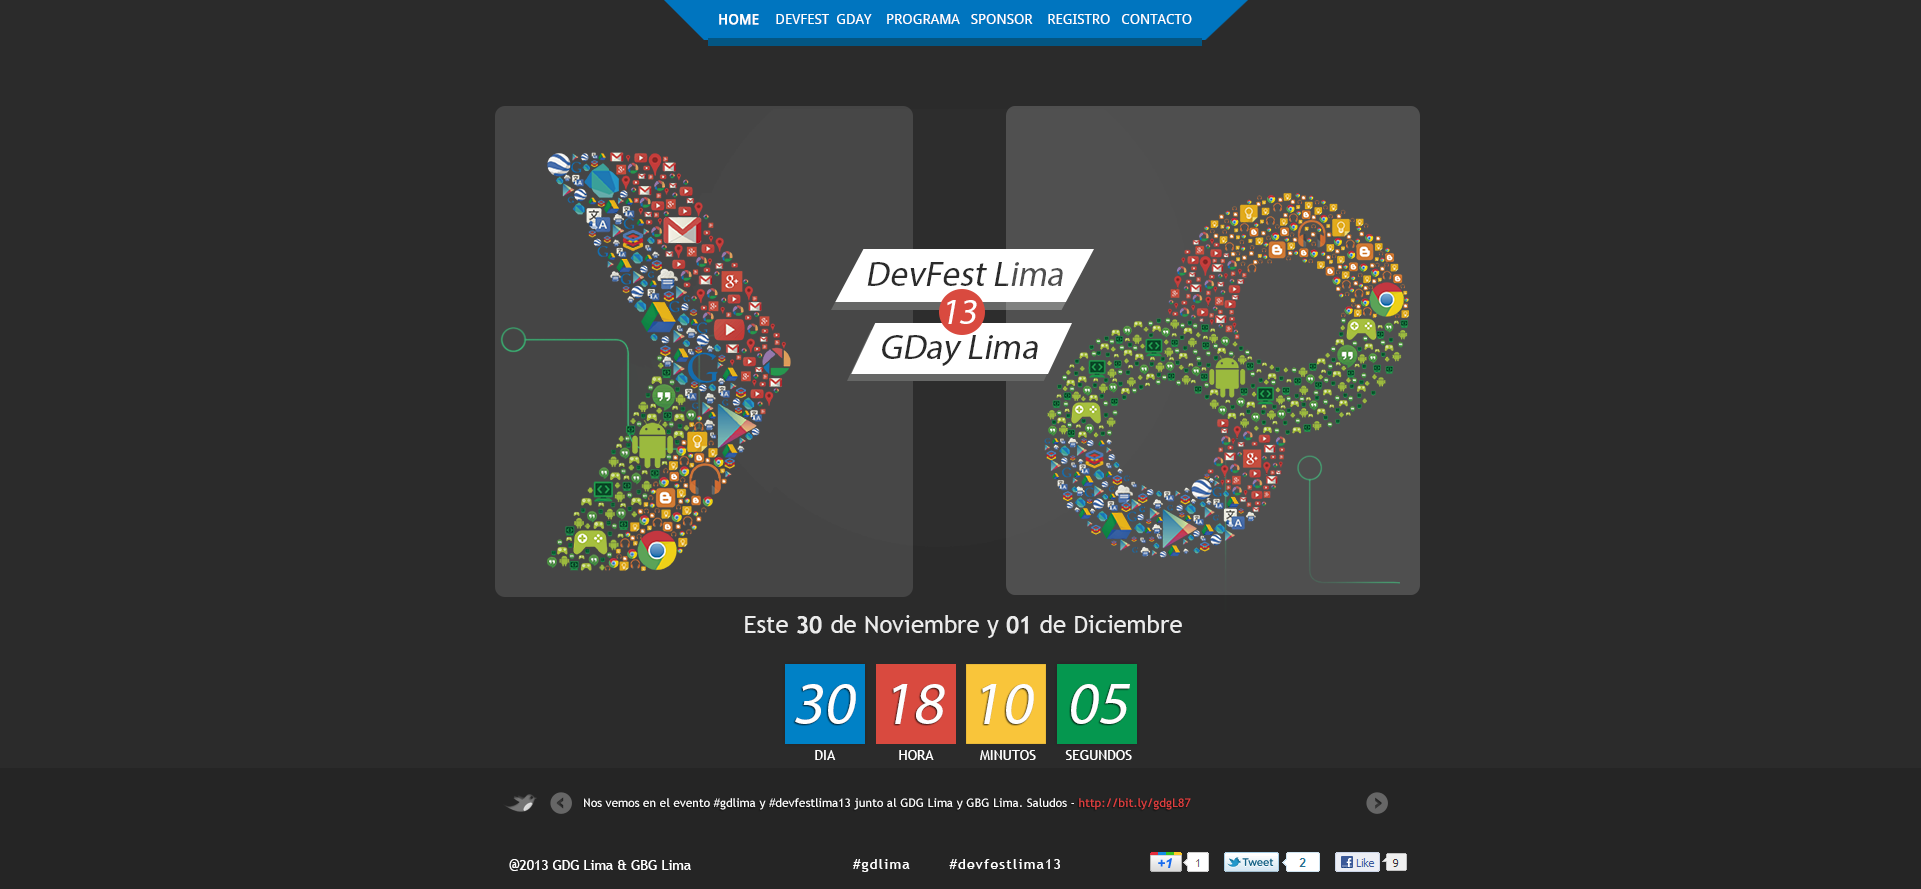 HOME DEVFEST GDAY PROGRAMA SPONSOR REGISTRO CONTACTO
DevFest Lima
13
GDay Lima
Este 30 de Noviembre y 01 de Diciembre
30 18 10 05
DIA HORA MINUTOS SEGUNDOS
Nos vemos en el evento #gdlima y #devfestlima13 junto al GDG Lima y GBG Lima. Saludos - http://bit.ly/gdgL87
@2013 GDG Lima & GBG Lima #gdlima #devfestlima13 +1 1 Tweet 2 Like 9